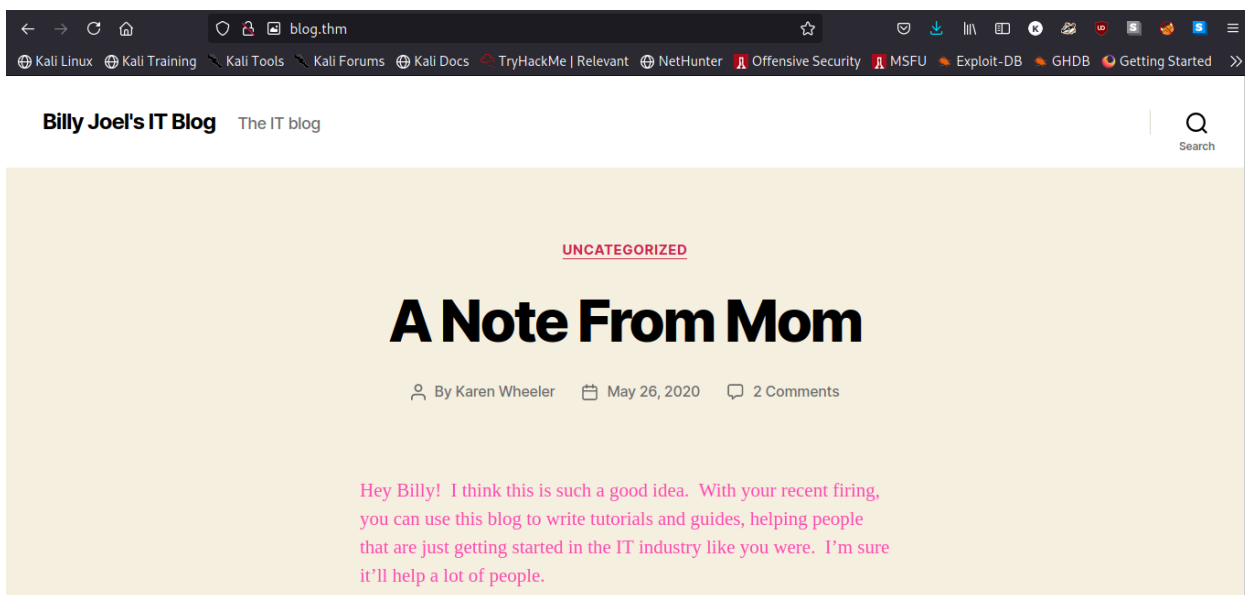 blog.thm
Kali Linux Kali Training Kali Tools Kali Forums Kali Docs TryHackMe | Relevant NetHunter Offensive Security MSFU Exploit-DB GHDB Getting Started
Billy Joel's IT Blog The IT blog
Search
UNCATEGORIZED
A Note From Mom
By Karen Wheeler May 26, 2020 2 Comments
Hey Billy!  I think this is such a good idea.  With your recent firing,
you can use this blog to write tutorials and guides, helping people
that are just getting started in the IT industry like you were.  I’m sure
it’ll help a lot of people.